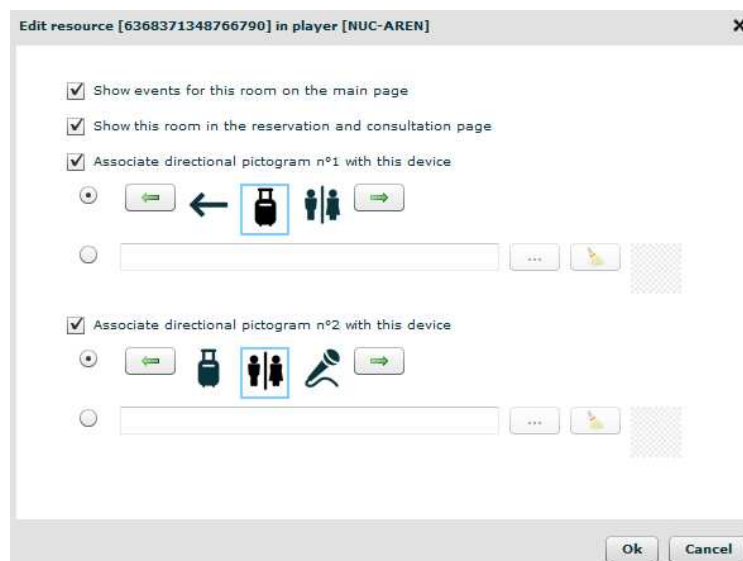 Edit resource [6368371348766790] in player [NUC-AREN]
Show events for this room on the main page
Show this room in the reservation and consultation page
Associate directional pictogram nº1 with this device
...
Associate directional pictogram nº2 with this device
...
Ok Cancel